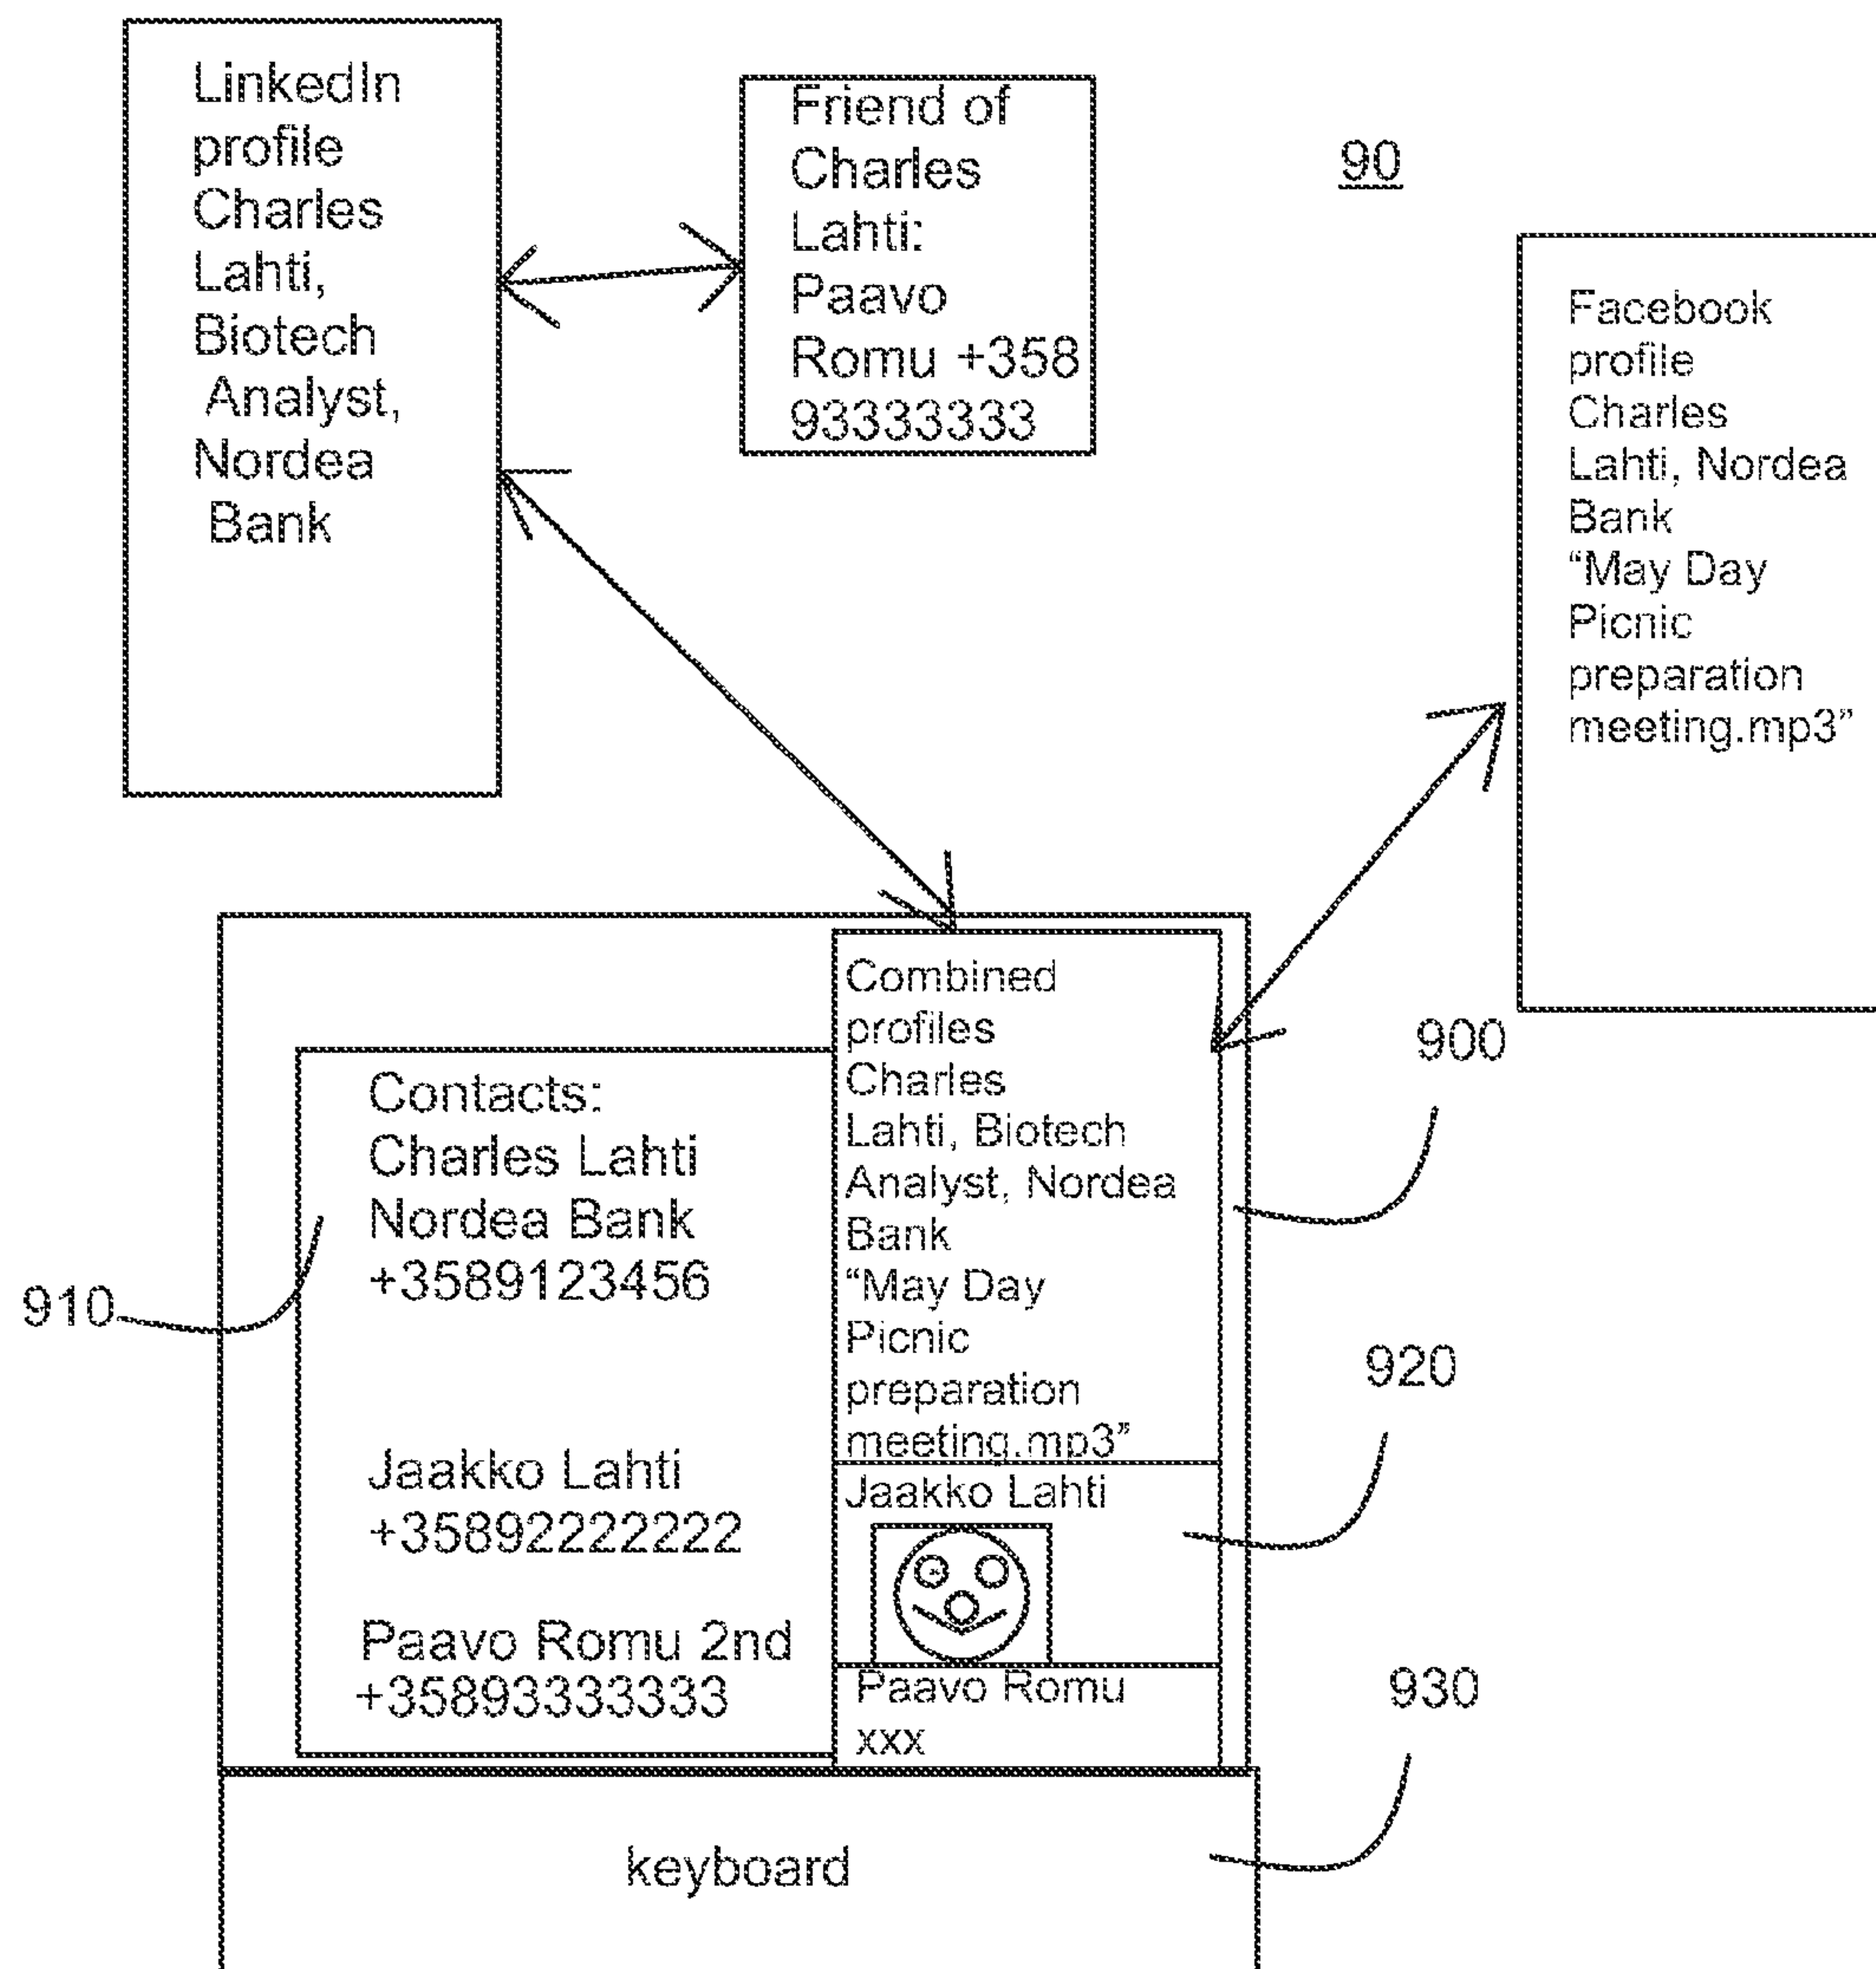 LinkedIn
profile
Charles
Lahti,
Biotech
Analyst,
Nordea
Bank
Friend of
Charles
Lahti:
Paavo
Romu +358
93333333
90
Facebook
profile
Charles
Lahti, Nordea
Bank
“May Day
Picnic
preparation
meeting.mp3”
Contacts:
Charles Lahti
Nordea Bank
+3589123456
Jaakko Lahti
+35892222222
Paavo Romu 2nd
+35893333333
Combined
profiles
Charles
Lahti, Biotech
Analyst, Nordea
Bank
“May Day
Picnic
preparation
meeting.mp3”
Jaakko Lahti
Paavo Romu
xxx
900
910
920
930
keyboard